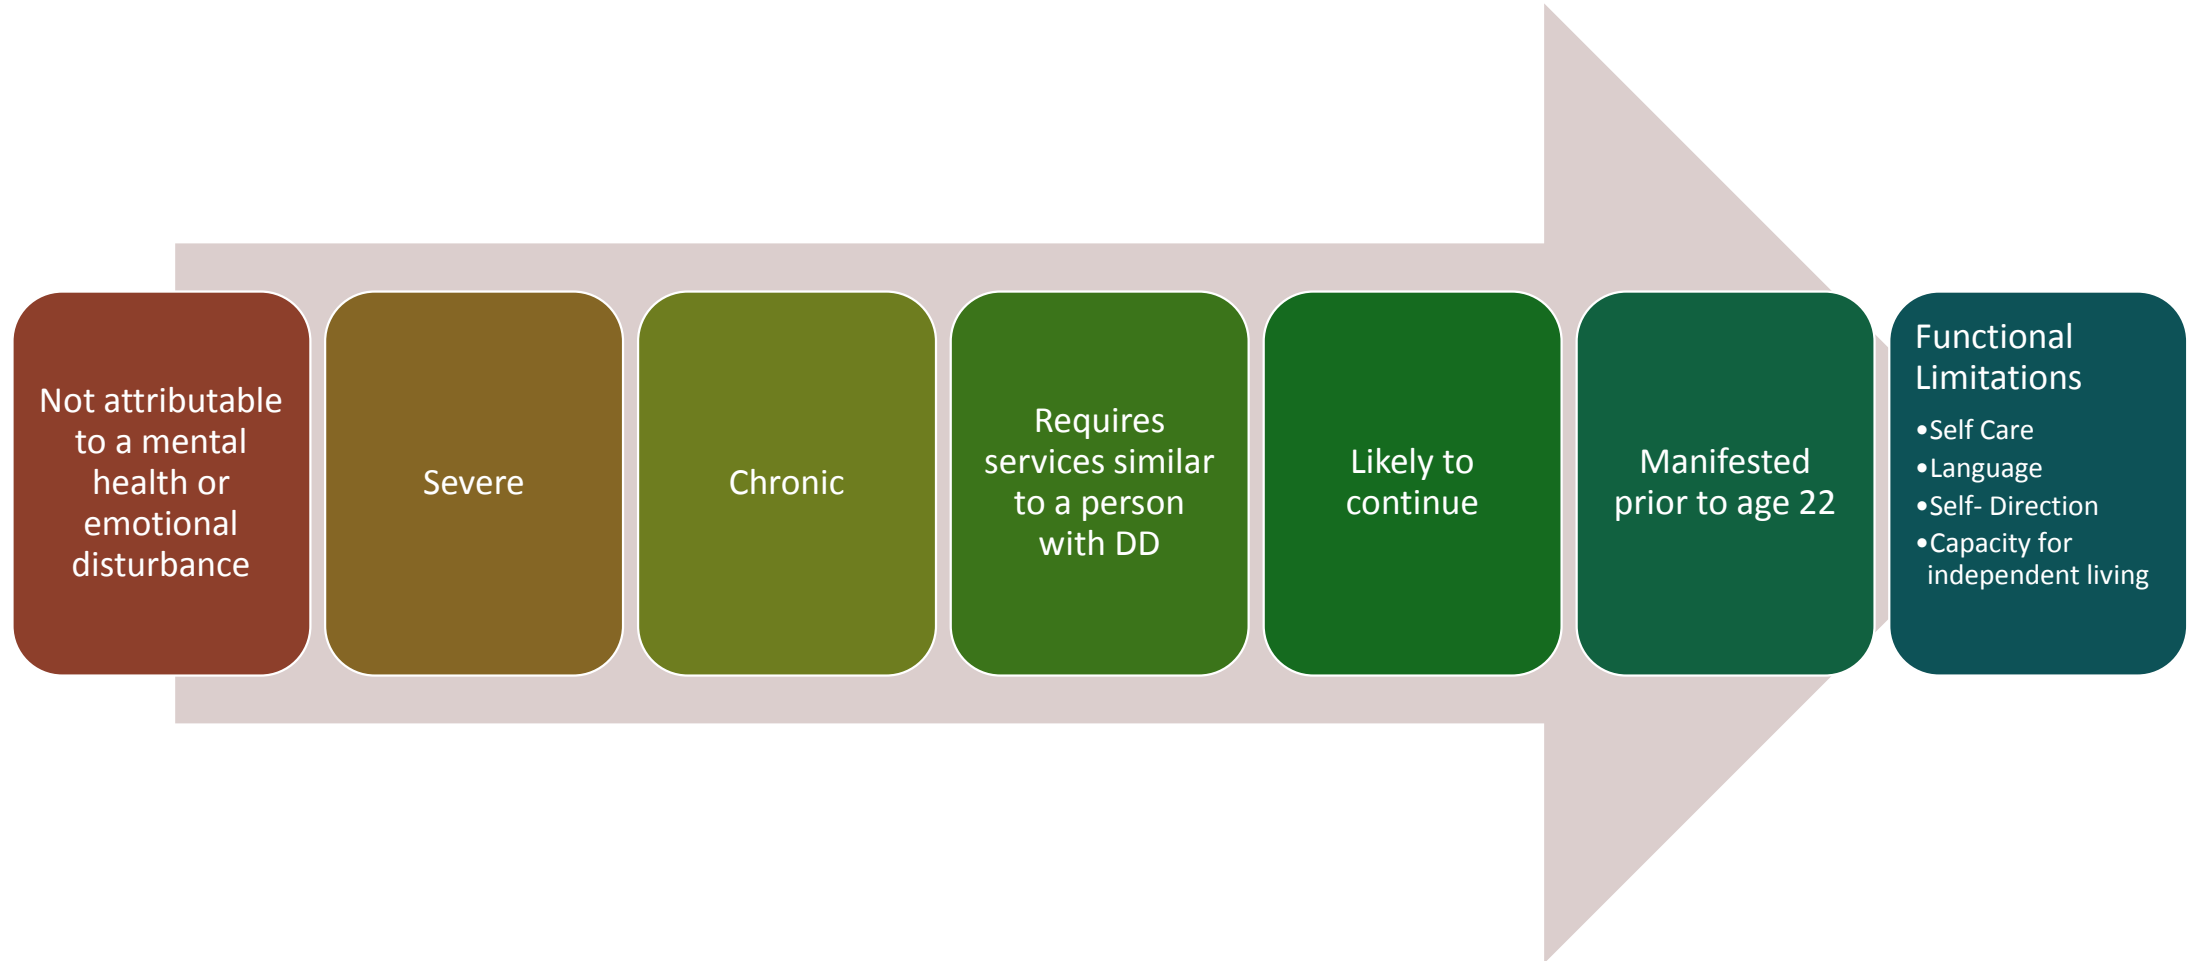 Not attributable
to a mental
health or
emotional
disturbance
Severe
Chronic
Requires
services similar
to a person
with DD
Likely to
continue
Manifested
prior to age 22
Functional
Limitations
•Self Care
•Language
•Self- Direction
•Capacity for
independent living